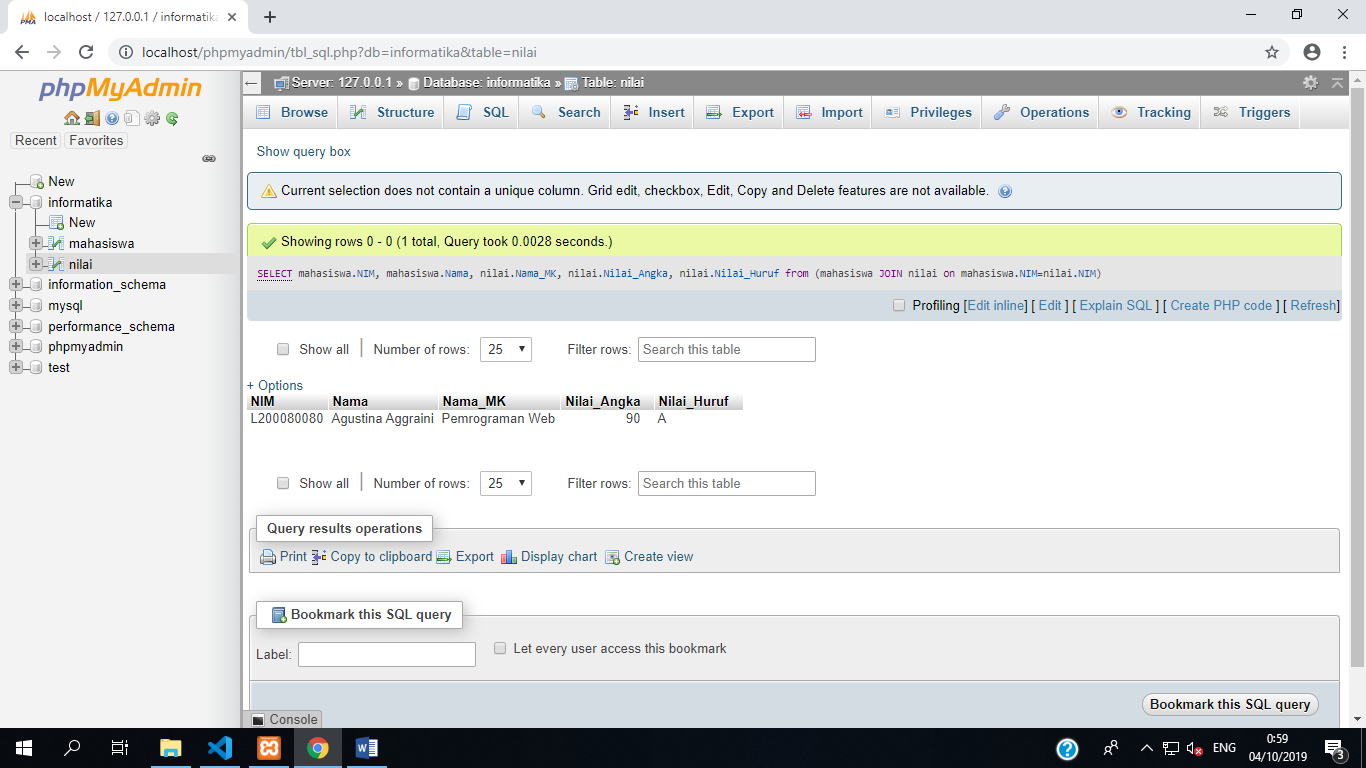 localhost / 127.0.0.1 / informatika
localhost/phpmyadmin/tbl_sql.php?db=informatika&table=nilai
phpMyAdmin
Recent Favorites
New
informatika
New
mahasiswa
nilai
information_schema
mysql
performance_schema
phpmyadmin
test
Server: 127.0.0.1 » Database: informatika » Table: nilai
Browse Structure SQL Search Insert Export Import Privileges Operations Tracking Triggers
Show query box
Current selection does not contain a unique column. Grid edit, checkbox, Edit, Copy and Delete features are not available.
Showing rows 0 - 0 (1 total, Query took 0.0028 seconds.)
SELECT mahasiswa.NIM, mahasiswa.Nama, nilai.Nama_MK, nilai.Nilai_Angka, nilai.Nilai_Huruf from (mahasiswa JOIN nilai on mahasiswa.NIM=nilai.NIM)
Profiling [Edit inline] [ Edit ] [ Explain SQL ] [ Create PHP code ] [ Refresh]
Show all | Number of rows: 25 Filter rows: Search this table
+ Options
NIM Nama Nama_MK Nilai_Angka Nilai_Huruf
L200080080 Agustina Aggraini Pemrograman Web 90 A
Show all | Number of rows: 25 Filter rows: Search this table
Query results operations
Print Copy to clipboard Export Display chart Create view
Bookmark this SQL query
Label: Let every user access this bookmark
Bookmark this SQL query
Console
ENG
0:59
04/10/2019
3